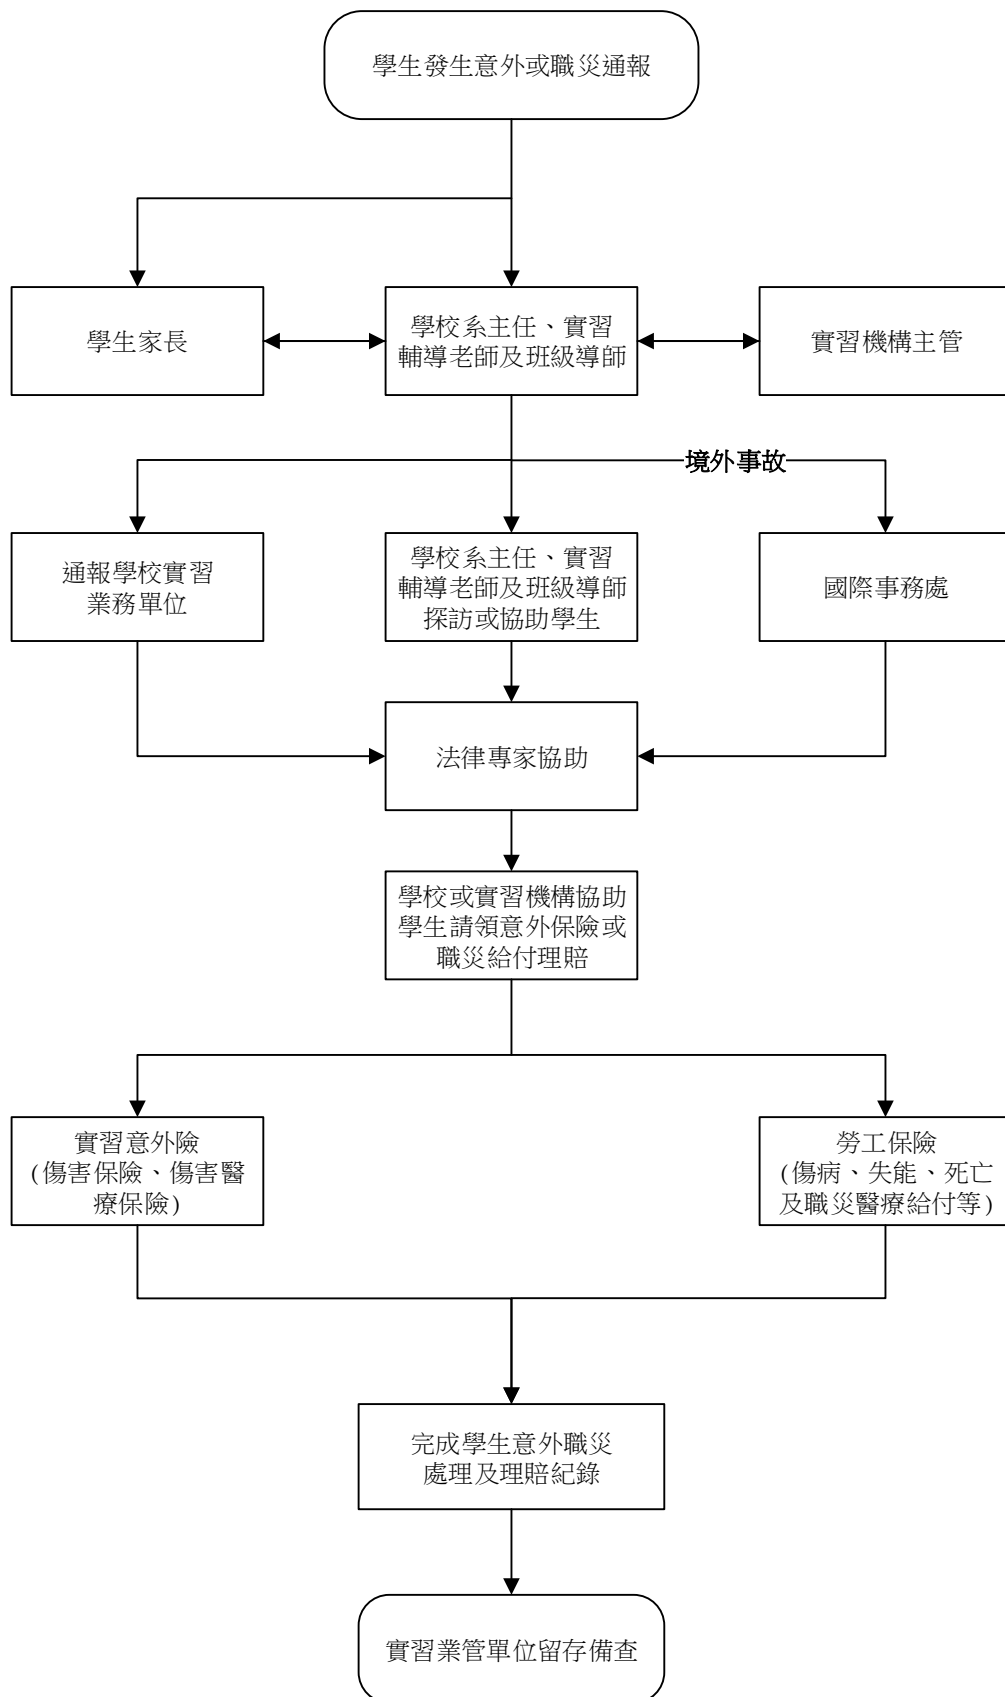 學生發生意外或職災通報
學生家長
學校系主任、實習
輔導老師及班級導師
實習機構主管
境外事故
通報學校實習
業務單位
學校系主任、實習
輔導老師及班級導師
探訪或協助學生
國際事務處
法律專家協助
學校或實習機構協助
學生請領意外保險或
職災給付理賠
實習意外險
(傷害保險、傷害醫
療保險)
勞工保險
(傷病、失能、死亡
及職災醫療給付等)
完成學生意外職災
處理及理賠紀錄
實習業管單位留存備查